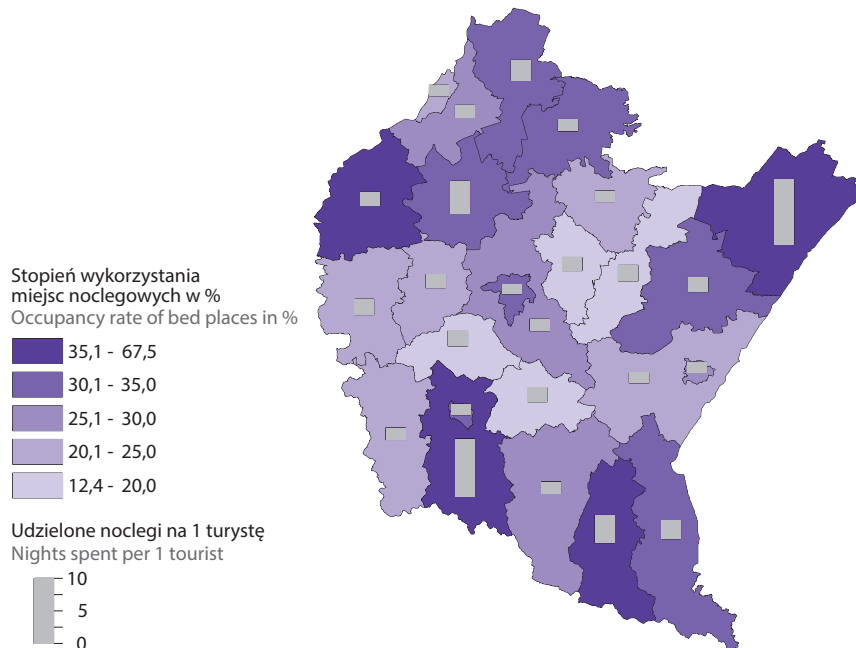 Stopień wykorzystania
miejsc noclegowych w %
Occupancy rate of bed places in %
35,1 - 67,5
30,1 - 35,0
25,1 - 30,0
20,1 - 25,0
12,4 - 20,0
Udzielone noclegi na 1 turystę
Nights spent per 1 tourist
10
5
0